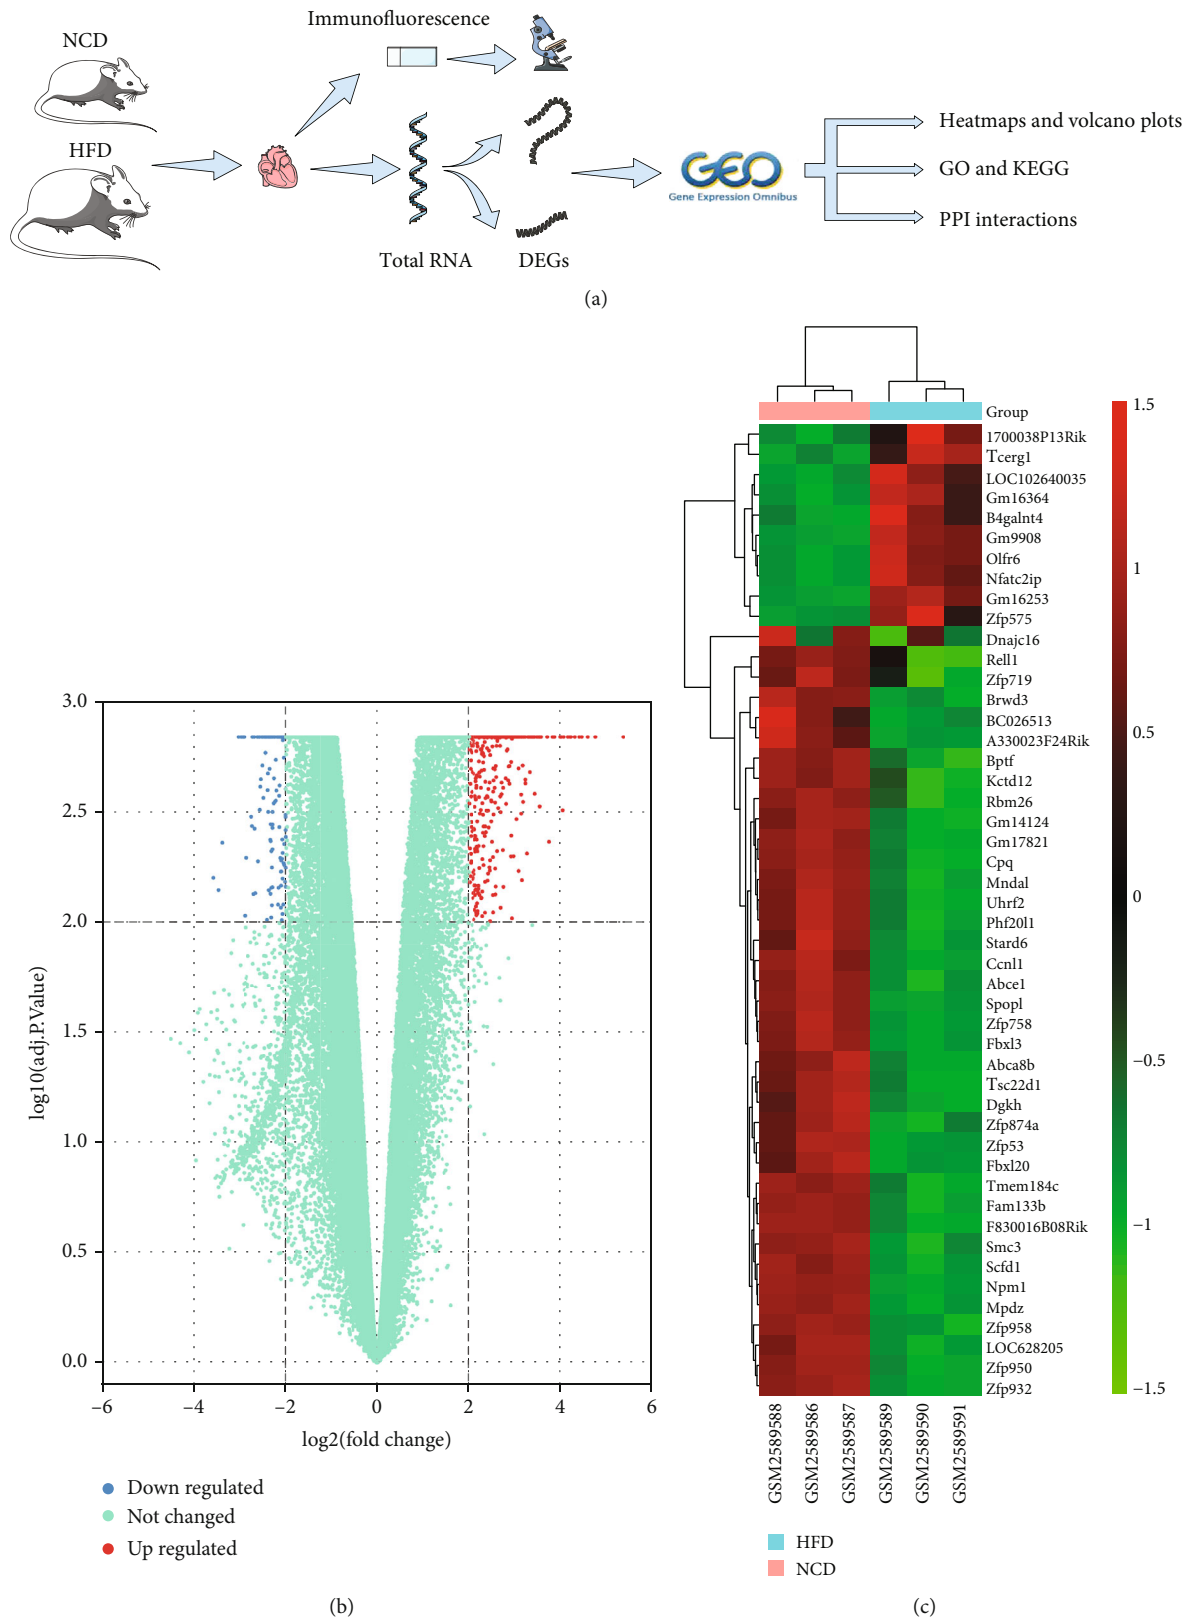 Immunofluorescence
NCD
HFD
Total RNA
DEGs
GEO
Gene Expression Omnibus
Heatmaps and volcano plots
GO and KEGG
PPI interactions
(a)
3.0
2.5
2.0
1.5
1.0
0.5
0.0
log10(adj.P.Value)
−6
−4
−2
0
2
4
6
log2(fold change)
Down regulated
Not changed
Up regulated
(b)
Group
1700038P13Rik
Tcerg1
LOC102640035
Gm16364
B4galnt4
Gm9908
Olfr6
Nfatc2ip
Gm16253
Zfp575
Dnajc16
Rell1
Zfp719
Brwd3
BC026513
A330023F24Rik
Bptf
Kctd12
Rbm26
Gm14124
Gm17821
Cpq
Mndal
Uhrf2
Phf20l1
Stard6
Ccnl1
Abce1
Spopl
Zfp758
Fbxl3
Abca8b
Tsc22d1
Dgkh
Zfp874a
Zfp53
Fbxl20
Tmem184c
Fam133b
F830016B08Rik
Smc3
Scfd1
Npm1
Mpdz
Zfp958
LOC628205
Zfp950
Zfp932
1.5
1
0.5
0
−0.5
−1
−1.5
GSM2589588
GSM2589586
GSM2589587
GSM2589589
GSM2589590
GSM2589591
HFD
NCD
(c)